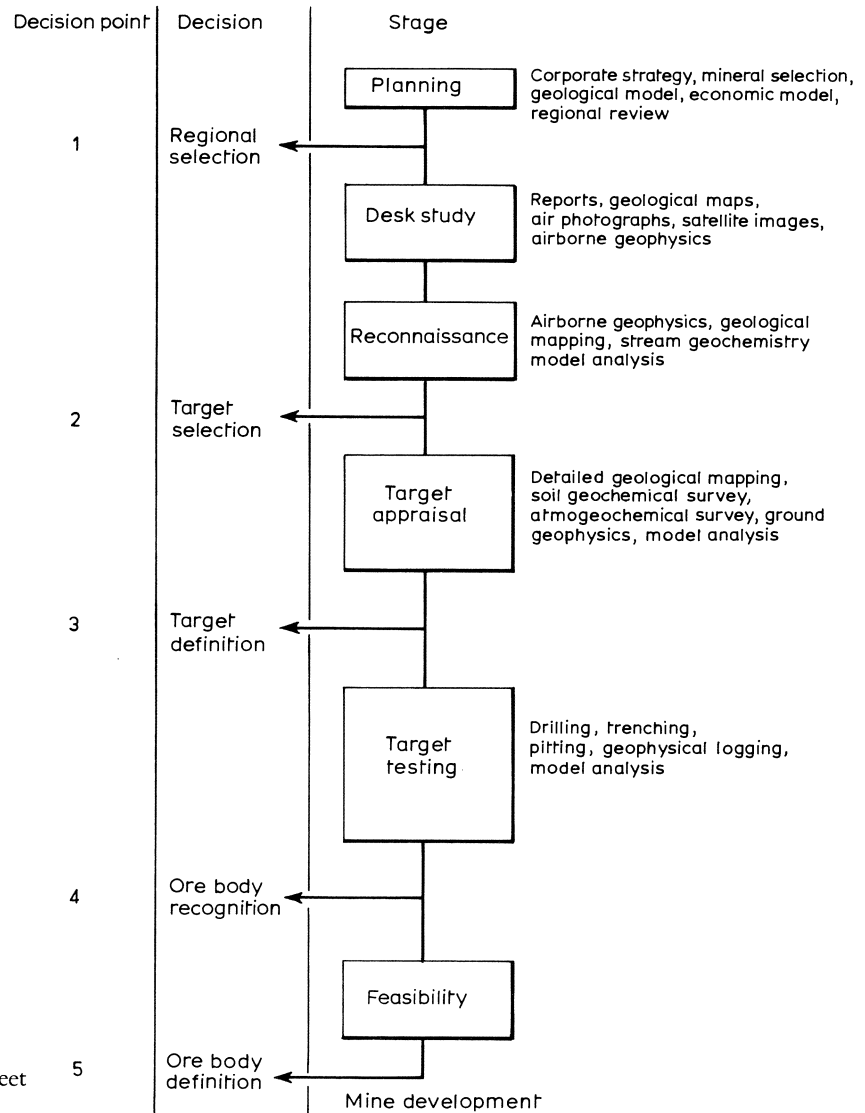 Decision point
Decision
Stage
Planning
Corporate strategy, mineral selection,
geological model, economic model,
regional review
1
Regional
selection
Desk study
Reports, geological maps,
air photographs, satellite images,
airborne geophysics
Reconnaissance
Airborne geophysics, geological
mapping, stream geochemistry
model analysis
2
Target
selection
Target
appraisal
Detailed geological mapping,
soil geochemical survey,
atmogeochemical survey, ground
geophysics, model analysis
3
Target
definition
Target
testing
Drilling, trenching,
pitting, geophysical logging,
model analysis
4
Ore body
recognition
Feasibility
eet
5
Ore body
definition
Mine development